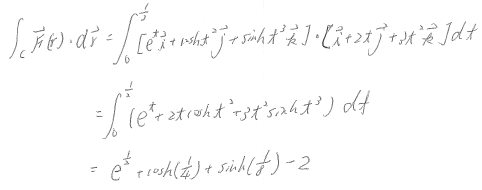 ∫_C F⃗(r)·dr⃗ = ∫_0^{1/2} [e^t i⃗ + cosh t² j⃗ + sinh t³ k⃗]·[i⃗ + 2t j⃗ + 3t² k⃗] dt
= ∫_0^{1/2} (e^t + 2t cosh t² + 3t² sinh t³) dt
= e^{1/2} + cosh(1/4) + sinh(1/8) - 2